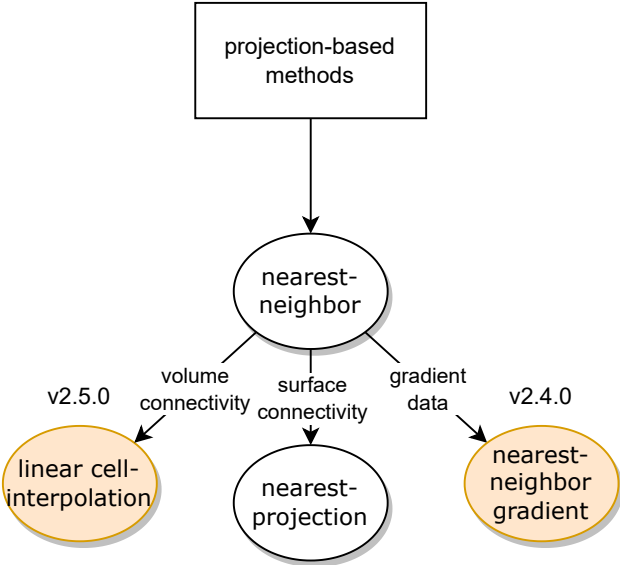 projection-based
methods
nearest-
neighbor
volume
connectivity
surface
connectivity
gradient
data
v2.5.0
v2.4.0
linear cell-
interpolation
nearest-
projection
nearest-
neighbor
gradient